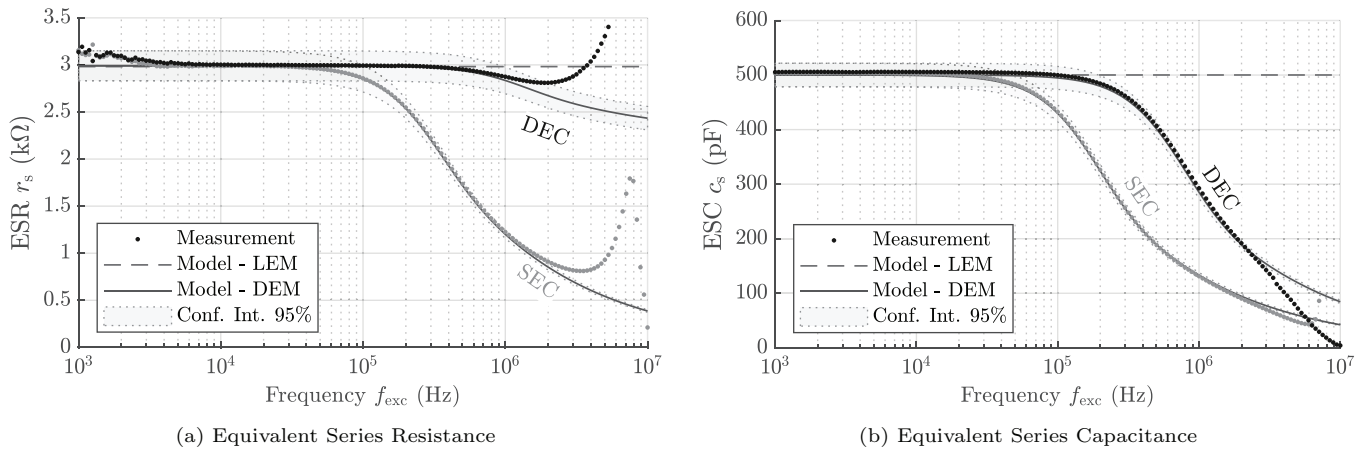 3.5
3
2.5
2
1.5
1
0.5
0
ESR r_s (kΩ)
DEC
SEC
Measurement
Model - LEM
Model - DEM
Conf. Int. 95%
10^3 10^4 10^5 10^6 10^7
Frequency f_exc (Hz)
(a) Equivalent Series Resistance
600
500
400
300
200
100
0
ESC c_s (pF)
SEC
DEC
Measurement
Model - LEM
Model - DEM
Conf. Int. 95%
10^3 10^4 10^5 10^6 10^7
Frequency f_exc (Hz)
(b) Equivalent Series Capacitance